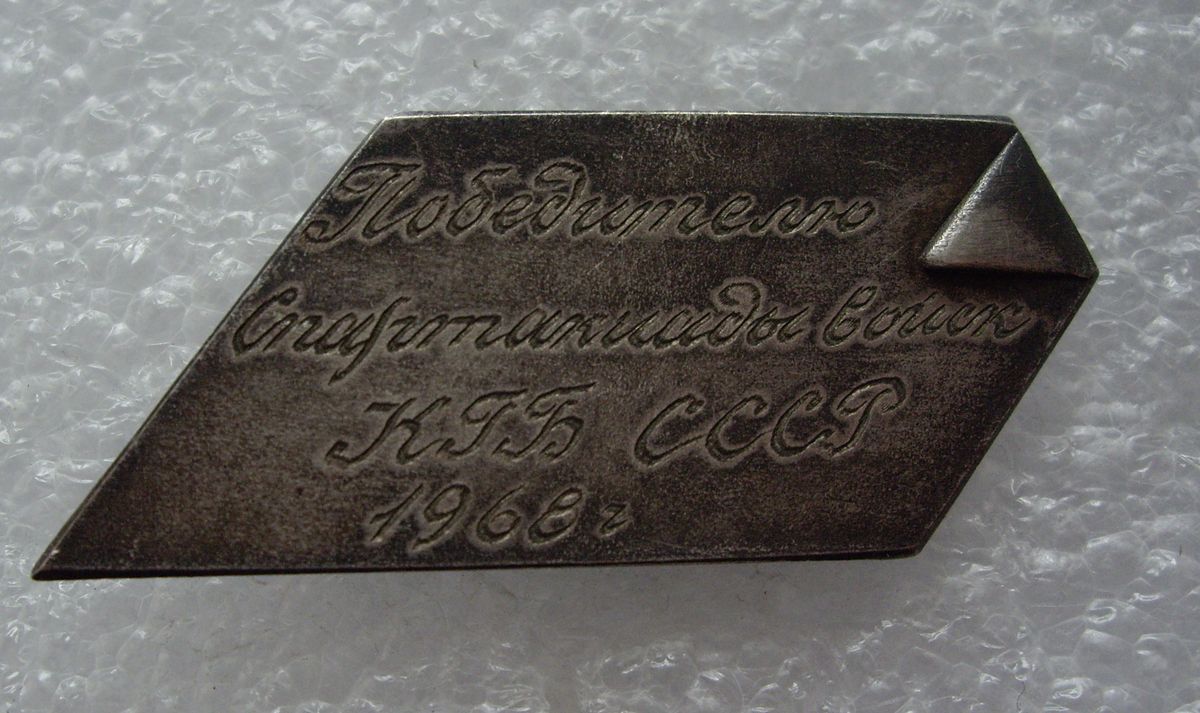 Победителю
Спартакиады войск
КГБ СССР
1968 г